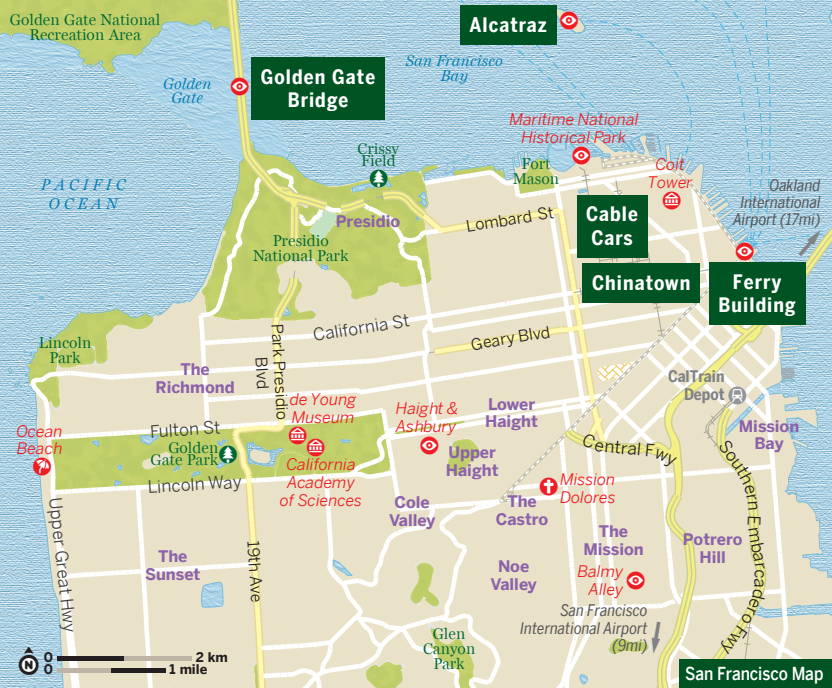 Golden Gate National
Recreation Area
Alcatraz
Golden
Gate
Golden Gate
Bridge
San Francisco
Bay
Maritime National
Historical Park
Crissy
Field
Fort
Mason
Coit
Tower
PACIFIC
OCEAN
Oakland
International
Airport (17mi)
Presidio
Lombard St
Cable
Cars
Presidio
National Park
Chinatown
Ferry
Building
California St
Geary Blvd
Lincoln
Park
Park Presidio
Blvd
The
Richmond
CalTrain
Depot
de Young
Museum
Haight &
Ashbury
Lower
Haight
Fulton St
Ocean
Beach
Mission
Bay
Golden
Gate Park
Central Fwy
Upper
Haight
California
Academy
of Sciences
Lincoln Way
Mission
Dolores
Cole
Valley
The
Castro
Upper Great Hwy
19th Ave
Southern Embarcadero Fwy
The
Sunset
The
Mission
Potrero
Hill
Noe
Valley
Balmy
Alley
San Francisco
International Airport
(9mi)
Glen
Canyon
Park
N
0 2 km
0 1 mile
San Francisco Map